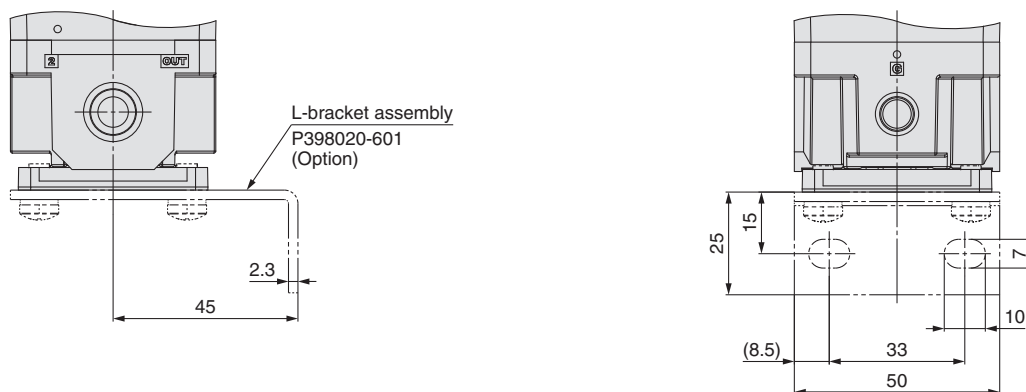 2
OUT
L-bracket assembly
P398020-601
(Option)
2.3
45
G
25
15
7
10
(8.5)
33
50